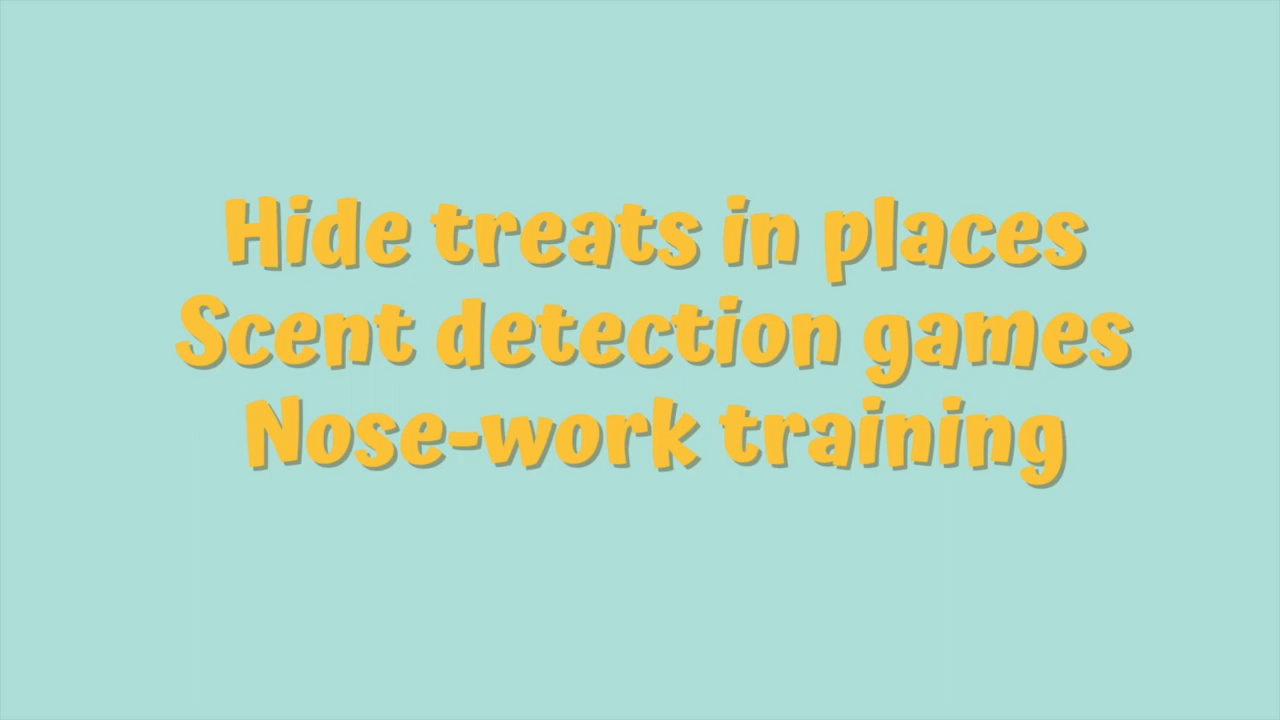 Hide treats in places
Scent detection games
Nose-work training